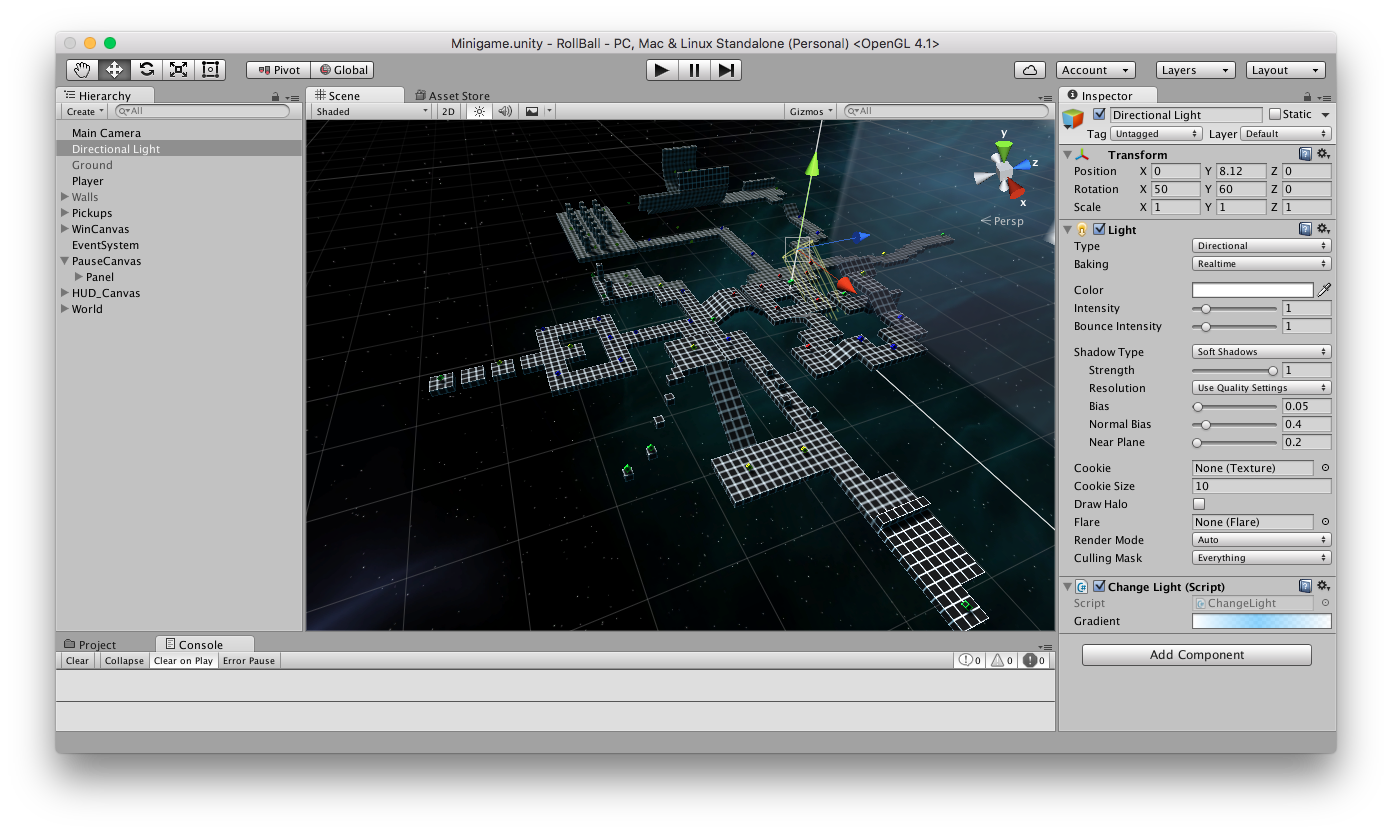 Minigame.unity - RollBall - PC, Mac & Linux Standalone (Personal) <OpenGL 4.1>
Pivot Global Account Layers Layout
Hierarchy
Create All
Main Camera
Directional Light
Ground
Player
Walls
Pickups
WinCanvas
EventSystem
PauseCanvas
Panel
HUD_Canvas
World
Scene Asset Store
Shaded 2D Gizmos All
y
z
x
Persp
Project Console
Clear Collapse Clear on Play Error Pause 0 0 0
Inspector
Directional Light Static
Tag Untagged Layer Default
Transform
Position X 0 Y 8.12 Z 0
Rotation X 50 Y 60 Z 0
Scale X 1 Y 1 Z 1
Light
Type Directional
Baking Realtime
Color
Intensity 1
Bounce Intensity 1
Shadow Type Soft Shadows
Strength 1
Resolution Use Quality Settings
Bias 0.05
Normal Bias 0.4
Near Plane 0.2
Cookie None (Texture)
Cookie Size 10
Draw Halo
Flare None (Flare)
Render Mode Auto
Culling Mask Everything
C# Change Light (Script)
Script C# ChangeLight
Gradient
Add Component